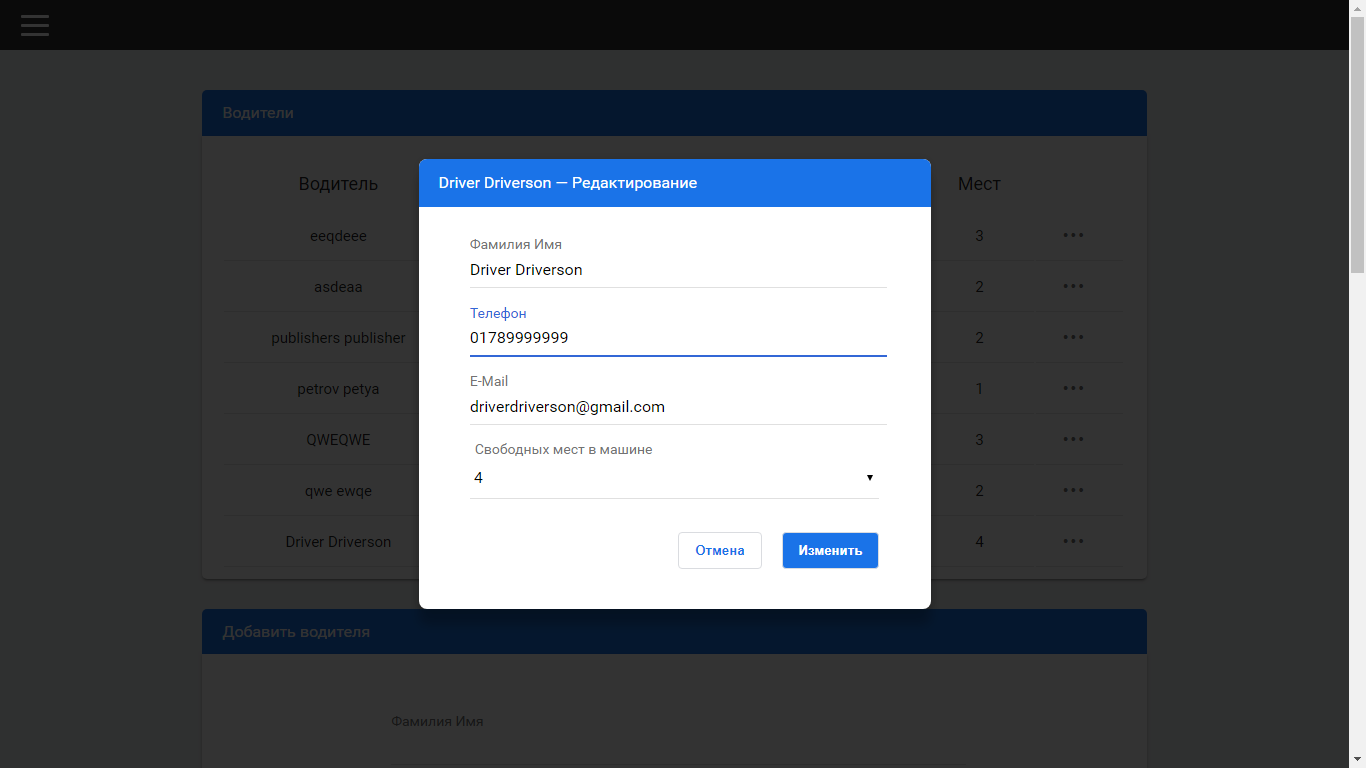 Водители
Driver Driverson — Редактирование
Водитель
Мест
eeqdeee
3
asdeaa
2
publishers publisher
2
petrov petya
1
QWEQWE
3
qwe ewqe
2
Driver Driverson
4
Фамилия Имя
Driver Driverson
Телефон
01789999999
E-Mail
driverdriverson@gmail.com
Свободных мест в машине
4
Отмена
Изменить
Добавить водителя
Фамилия Имя